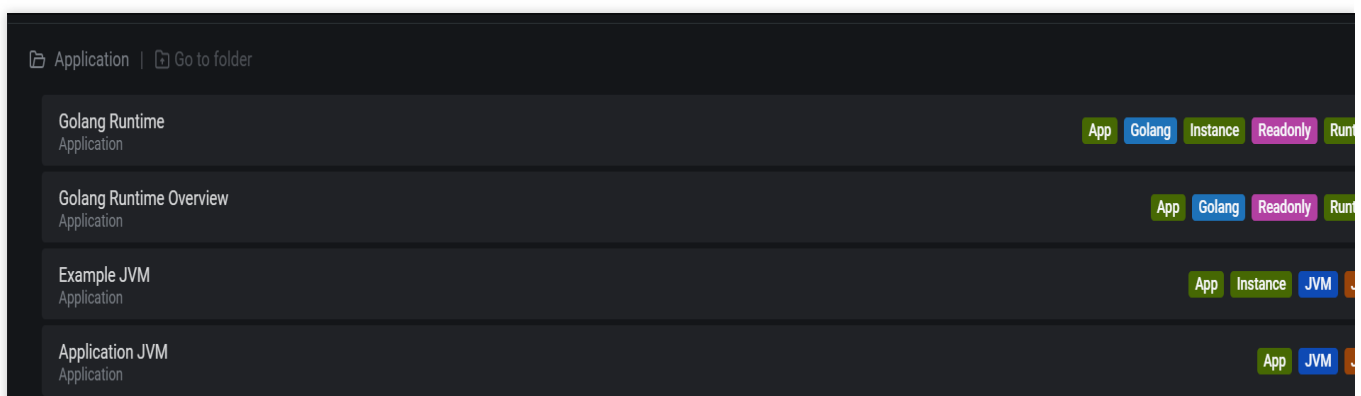 Application | Go to folder
Golang Runtime
Application
App Golang Instance Readonly
Golang Runtime Overview
Application
App Golang Readonly
Example JVM
Application
App Instance JVM
Application JVM
Application
App JVM